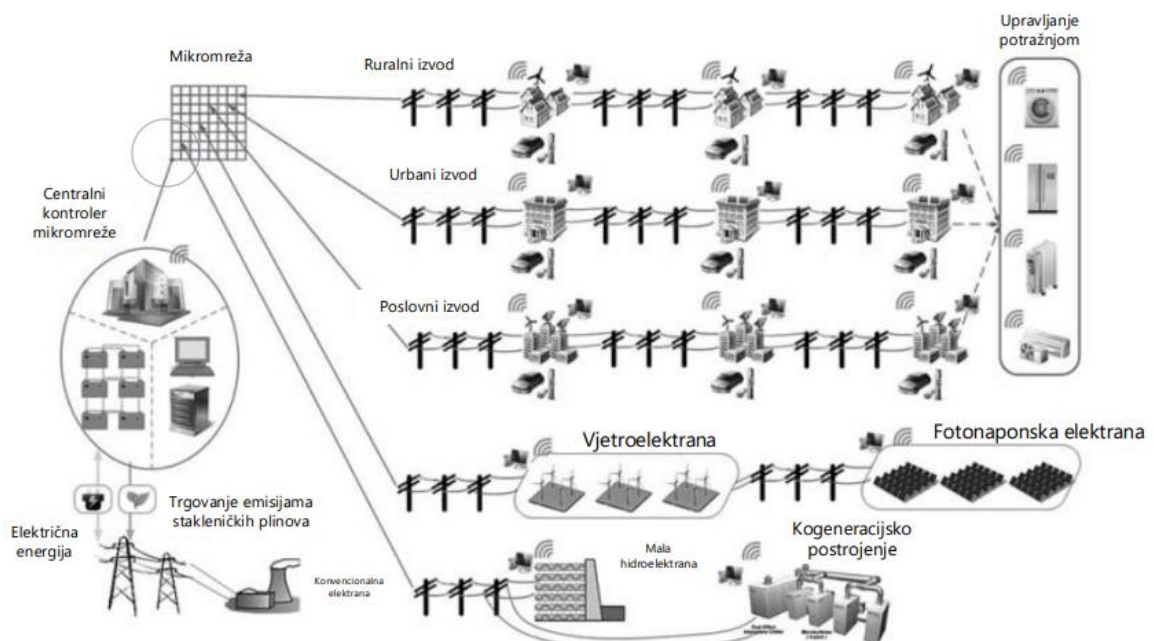 Mikromreža
Ruralni izvod
Upravljanje
potražnjom
Urbani izvod
Centralni
kontroler
mikromreže
Poslovni izvod
Vjetroelektrana
Fotonaponska elektrana
Trgovanje emisijama
stakleničkih plinova
Električna
energija
Konvencionalna
elektrana
Mala
hidroelektrana
Kogeneracijsko
postrojenje